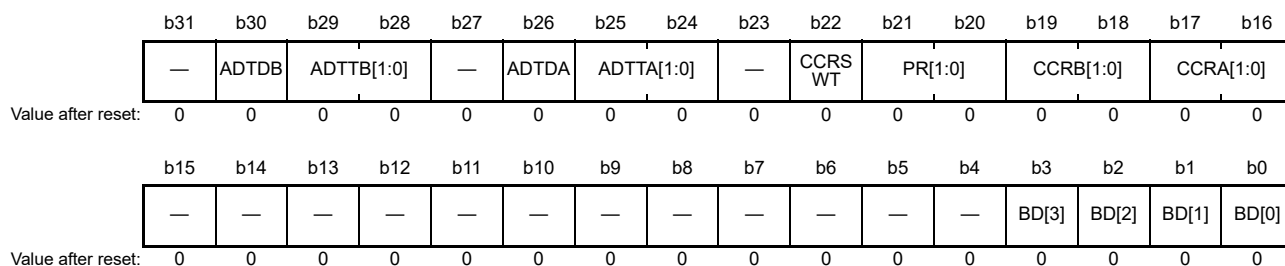 b31 b30 b29 b28 b27 b26 b25 b24 b23 b22 b21 b20 b19 b18 b17 b16
— ADTDB ADTTB[1:0] — ADTDA ADTTA[1:0] — CCRS WT PR[1:0] CCRB[1:0] CCRA[1:0]
Value after reset: 0 0 0 0 0 0 0 0 0 0 0 0 0 0 0 0
b15 b14 b13 b12 b11 b10 b9 b8 b7 b6 b5 b4 b3 b2 b1 b0
— — — — — — — — — — — — BD[3] BD[2] BD[1] BD[0]
Value after reset: 0 0 0 0 0 0 0 0 0 0 0 0 0 0 0 0